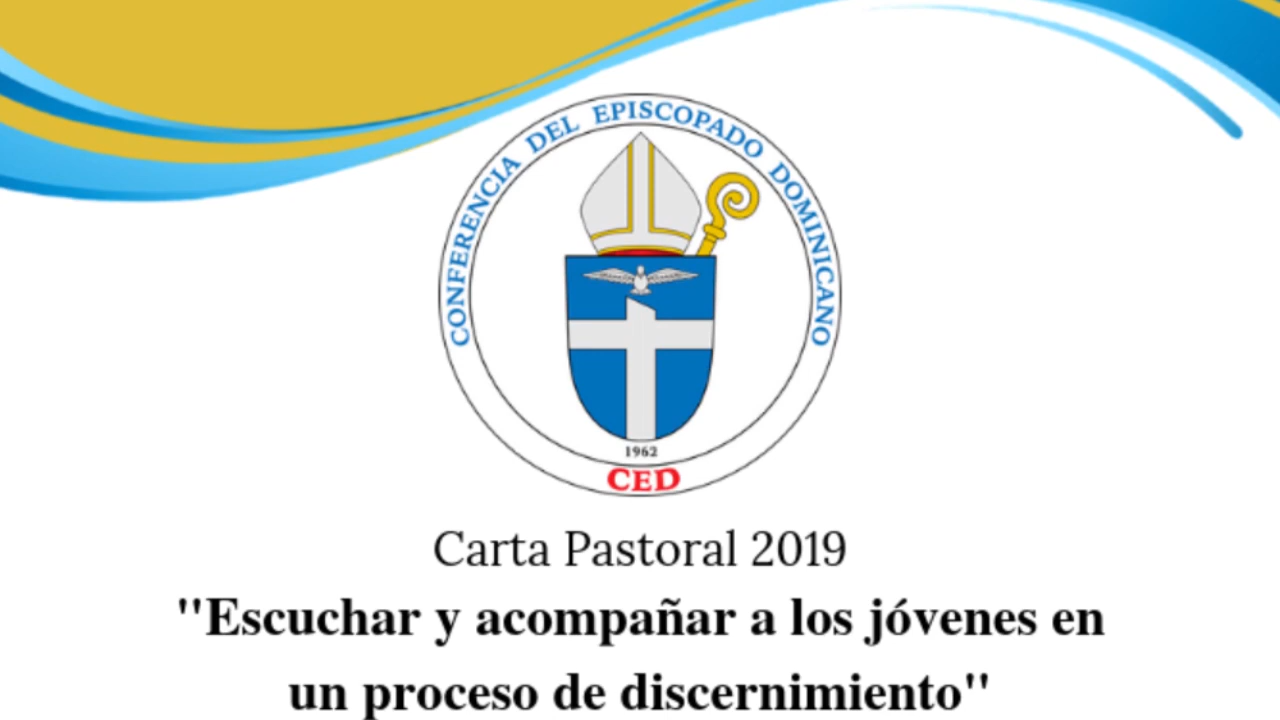 CONFERENCIA DEL EPISCOPADO DOMINICANO
1962
CED
Carta Pastoral 2019
"Escuchar y acompañar a los jóvenes en
un proceso de discernimiento"